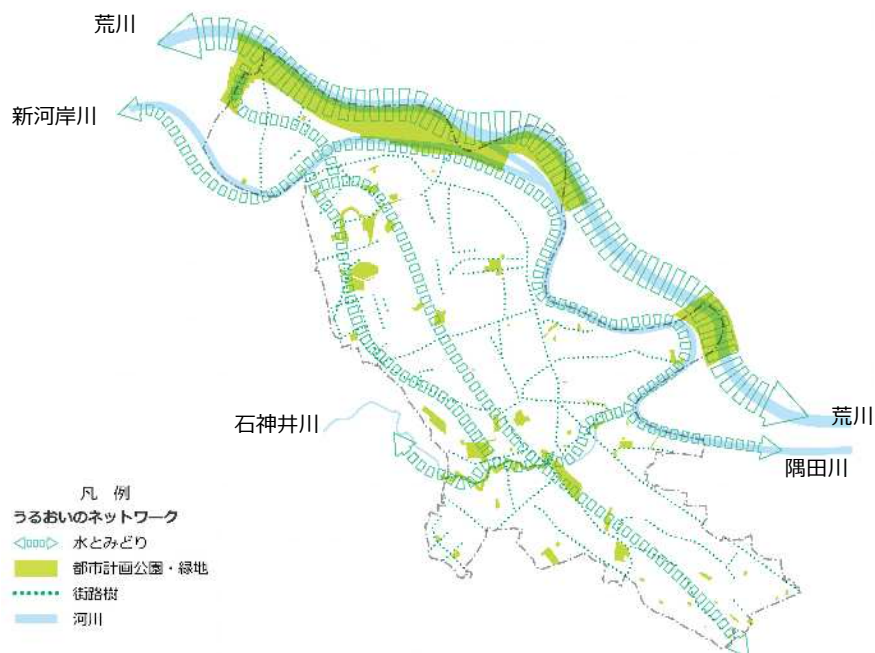 荒川
新河岸川
石神井川
荒川
隅田川
凡 例
うるおいのネットワーク
水とみどり
都市計画公園・緑地
街路樹
河川